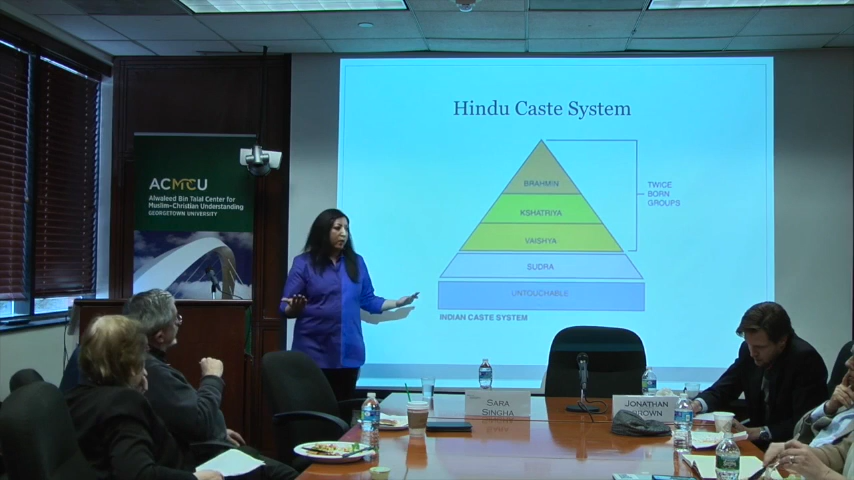 Hindu Caste System
BRAHMIN
KSHATRIYA
VAISHYA
SUDRA
UNTOUCHABLE
TWICE
BORN
GROUPS
INDIAN CASTE SYSTEM
ACMCU
Alwaleed Bin Talal Center for
Muslim-Christian Understanding
GEORGETOWN UNIVERSITY
SARA
SINGHA
JONATHAN
BROWN